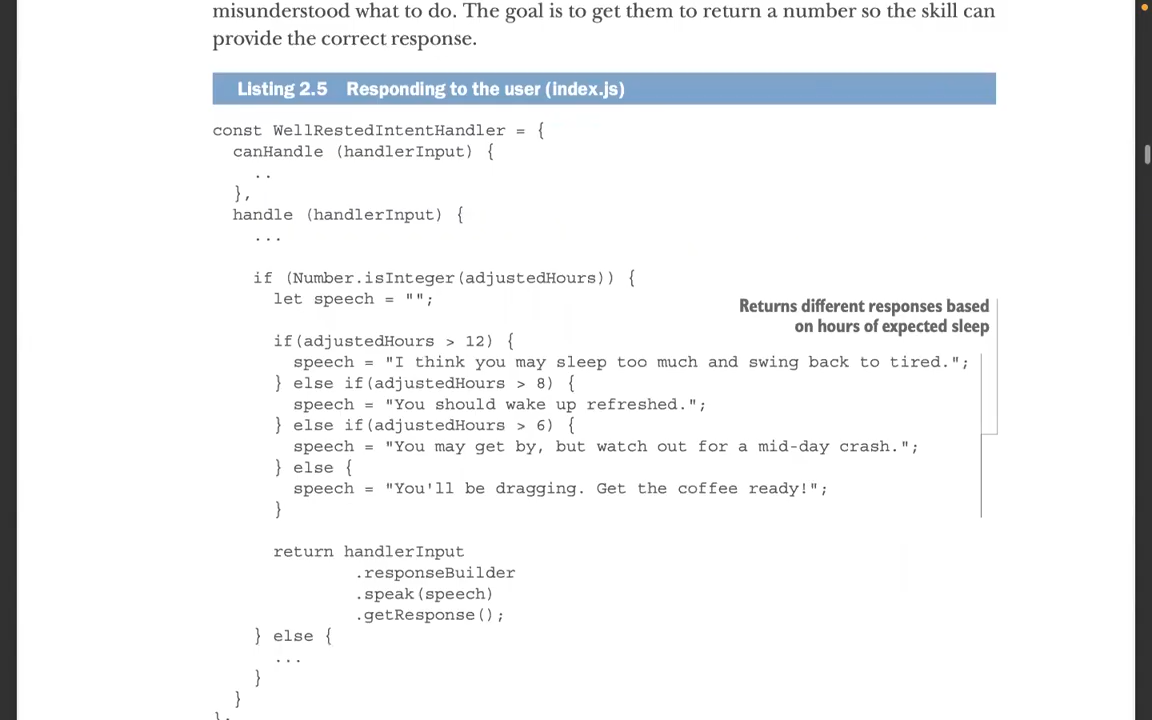 misunderstood what to do. The goal is to get them to return a number so the skill can
provide the correct response.
Listing 2.5 Responding to the user (index.js)
const WellRestedIntentHandler = {
canHandle (handlerInput) {
..
},
handle (handlerInput) {
...
if (Number.isInteger(adjustedHours)) {
let speech = "";
Returns different responses based
on hours of expected sleep
if(adjustedHours > 12) {
speech = "I think you may sleep too much and swing back to tired.";
} else if(adjustedHours > 8) {
speech = "You should wake up refreshed.";
} else if(adjustedHours > 6) {
speech = "You may get by, but watch out for a mid-day crash.";
} else {
speech = "You'll be dragging. Get the coffee ready!";
}
return handlerInput
.responseBuilder
.speak(speech)
.getResponse();
} else {
...
}
}
};